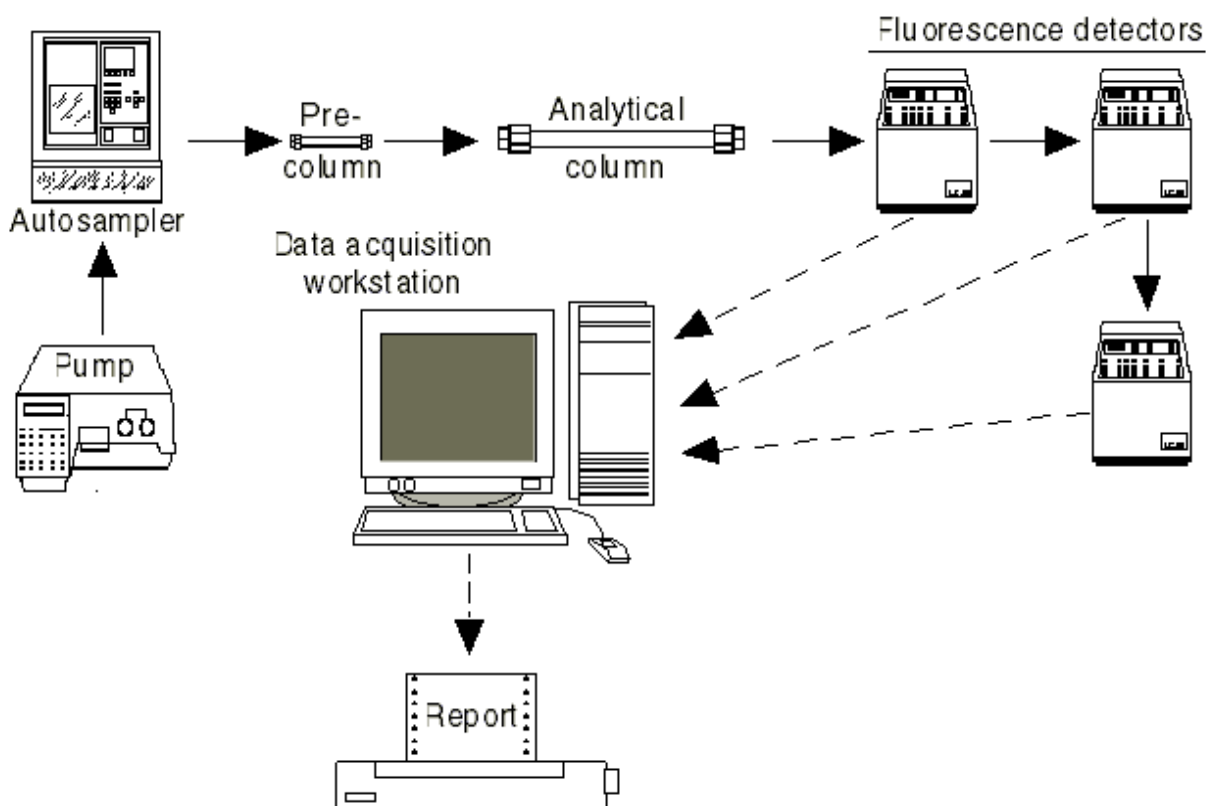 Fluorescence detectors
Pre-
column
Analytical
column
Autosampler
Data acquisition
workstation
Pump
Report